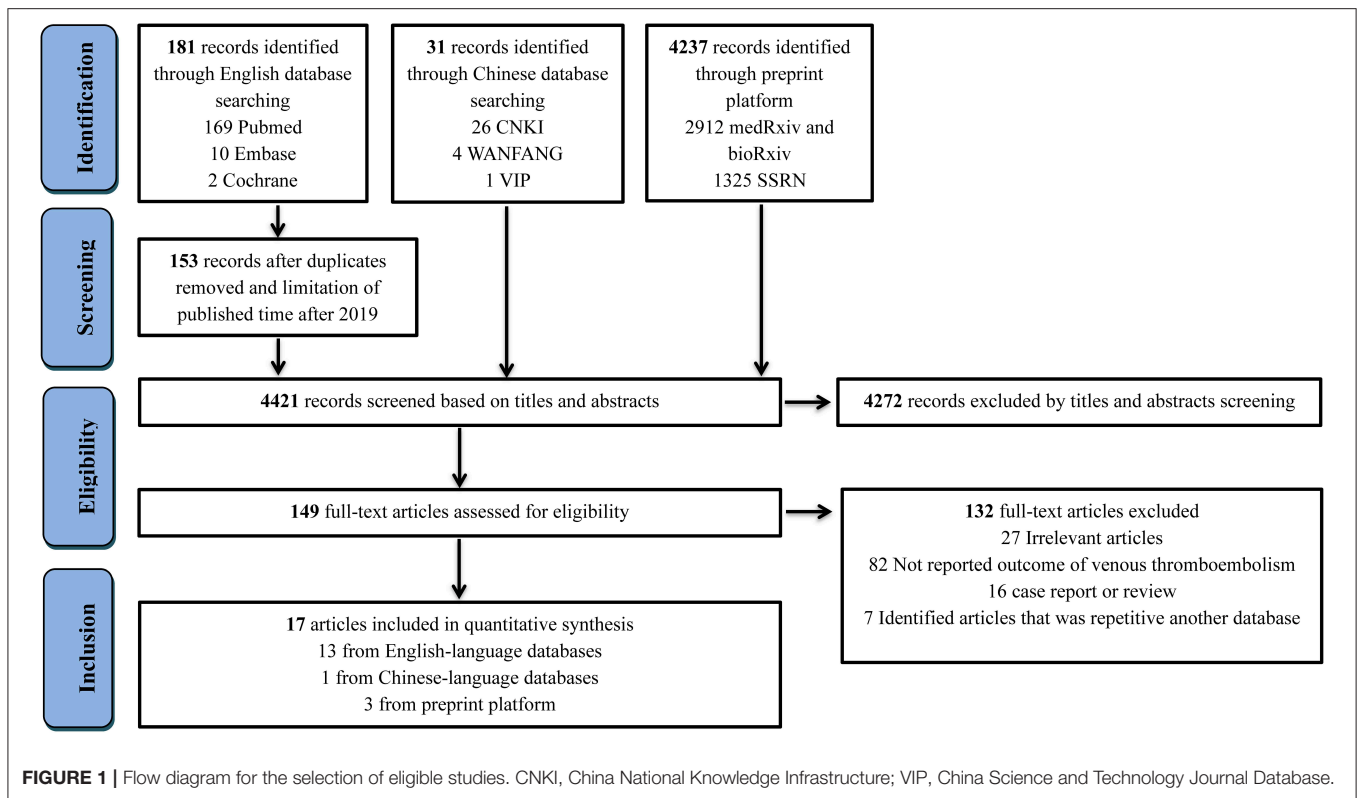 Identification
181 records identified
through English database
searching
169 Pubmed
10 Embase
2 Cochrane
31 records identified
through Chinese database
searching
26 CNKI
4 WANFANG
1 VIP
4237 records identified
through preprint
platform
2912 medRxiv and
bioRxiv
1325 SSRN
Screening
153 records after duplicates
removed and limitation of
published time after 2019
4421 records screened based on titles and abstracts
4272 records excluded by titles and abstracts screening
Eligibility
149 full-text articles assessed for eligibility
132 full-text articles excluded
27 Irrelevant articles
82 Not reported outcome of venous thromboembolism
16 case report or review
7 Identified articles that was repetitive another database
Inclusion
17 articles included in quantitative synthesis
13 from English-language databases
1 from Chinese-language databases
3 from preprint platform
FIGURE 1 | Flow diagram for the selection of eligible studies. CNKI, China National Knowledge Infrastructure; VIP, China Science and Technology Journal Database.